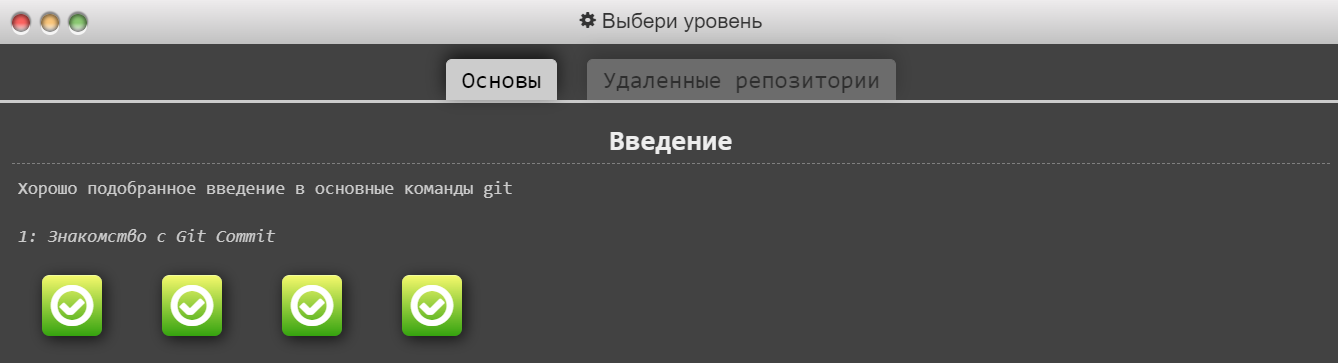 Выбери уровень
Основы
Удаленные репозитории
Введение
Хорошо подобранное введение в основные команды git
1: Знакомство с Git Commit